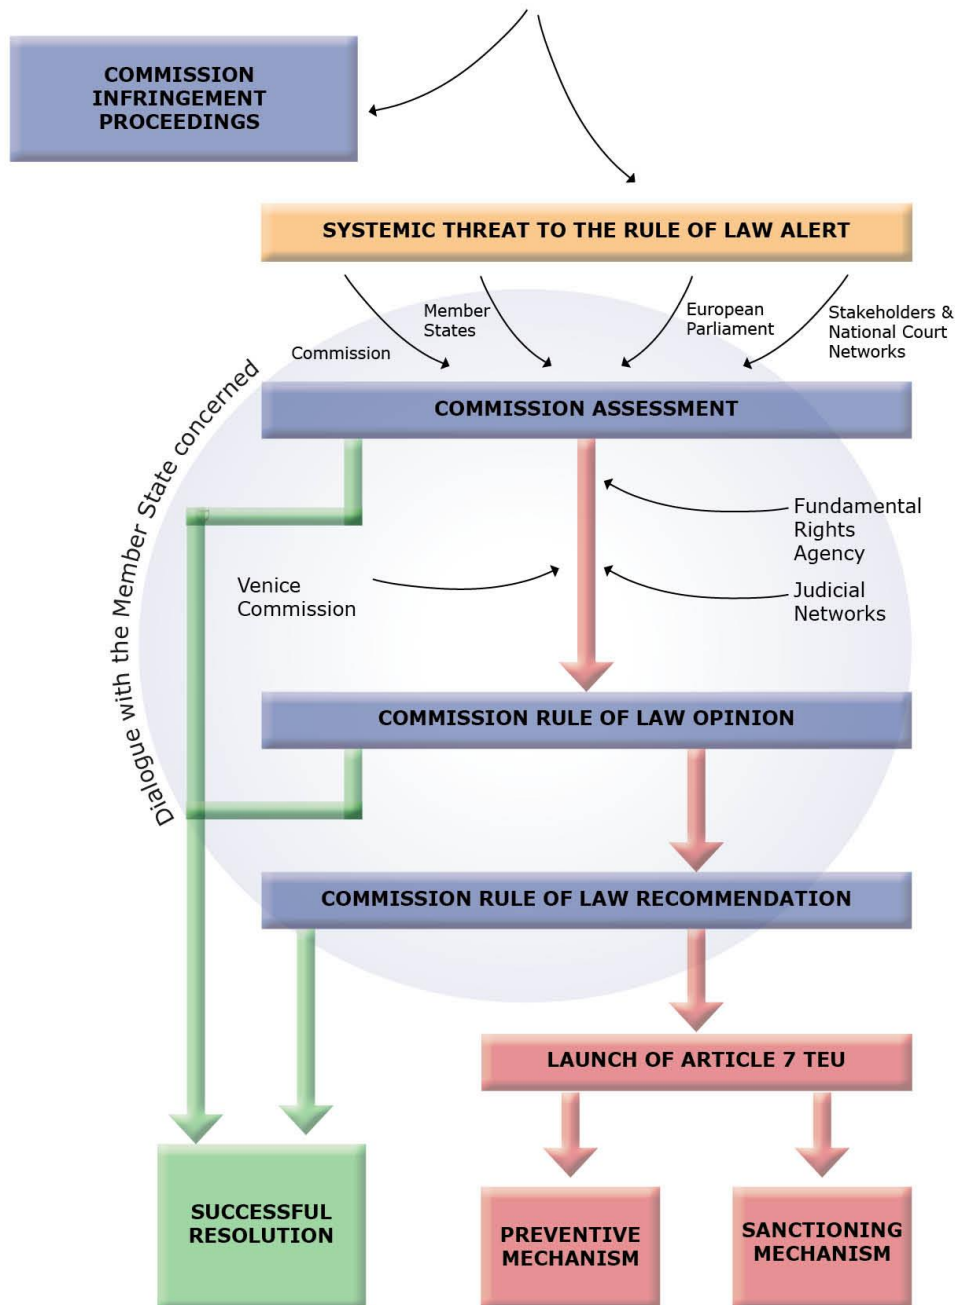 COMMISSION
INFRINGEMENT
PROCEEDINGS
SYSTEMIC THREAT TO THE RULE OF LAW ALERT
Commission
Member
States
European
Parliament
Stakeholders &
National Court
Networks
Dialogue with the Member State concerned
COMMISSION ASSESSMENT
Fundamental
Rights
Agency
Venice
Commission
Judicial
Networks
COMMISSION RULE OF LAW OPINION
COMMISSION RULE OF LAW RECOMMENDATION
LAUNCH OF ARTICLE 7 TEU
SUCCESSFUL
RESOLUTION
PREVENTIVE
MECHANISM
SANCTIONING
MECHANISM